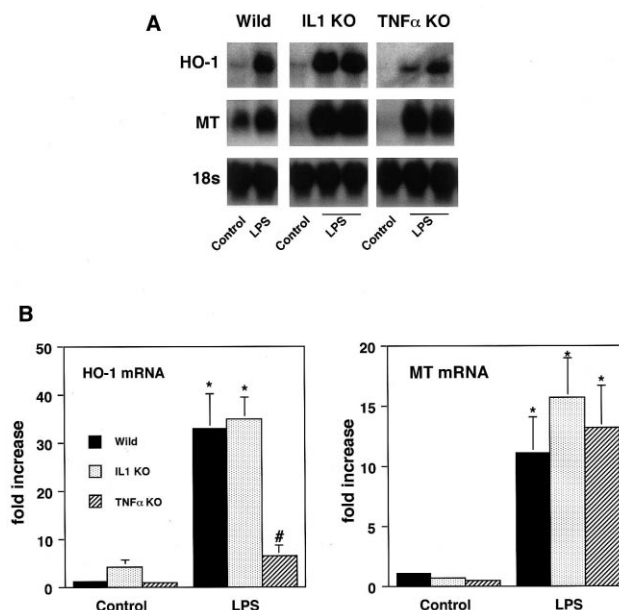 A
Wild IL1 KO TNFα KO
HO-1
MT
18s
Control LPS Control LPS Control LPS
B
50
40
30
20
10
0
fold increase
HO-1 mRNA
Wild
IL1 KO
TNFα KO
* *
#
Control LPS
20
15
10
5
0
fold increase
MT mRNA
* * *
Control LPS